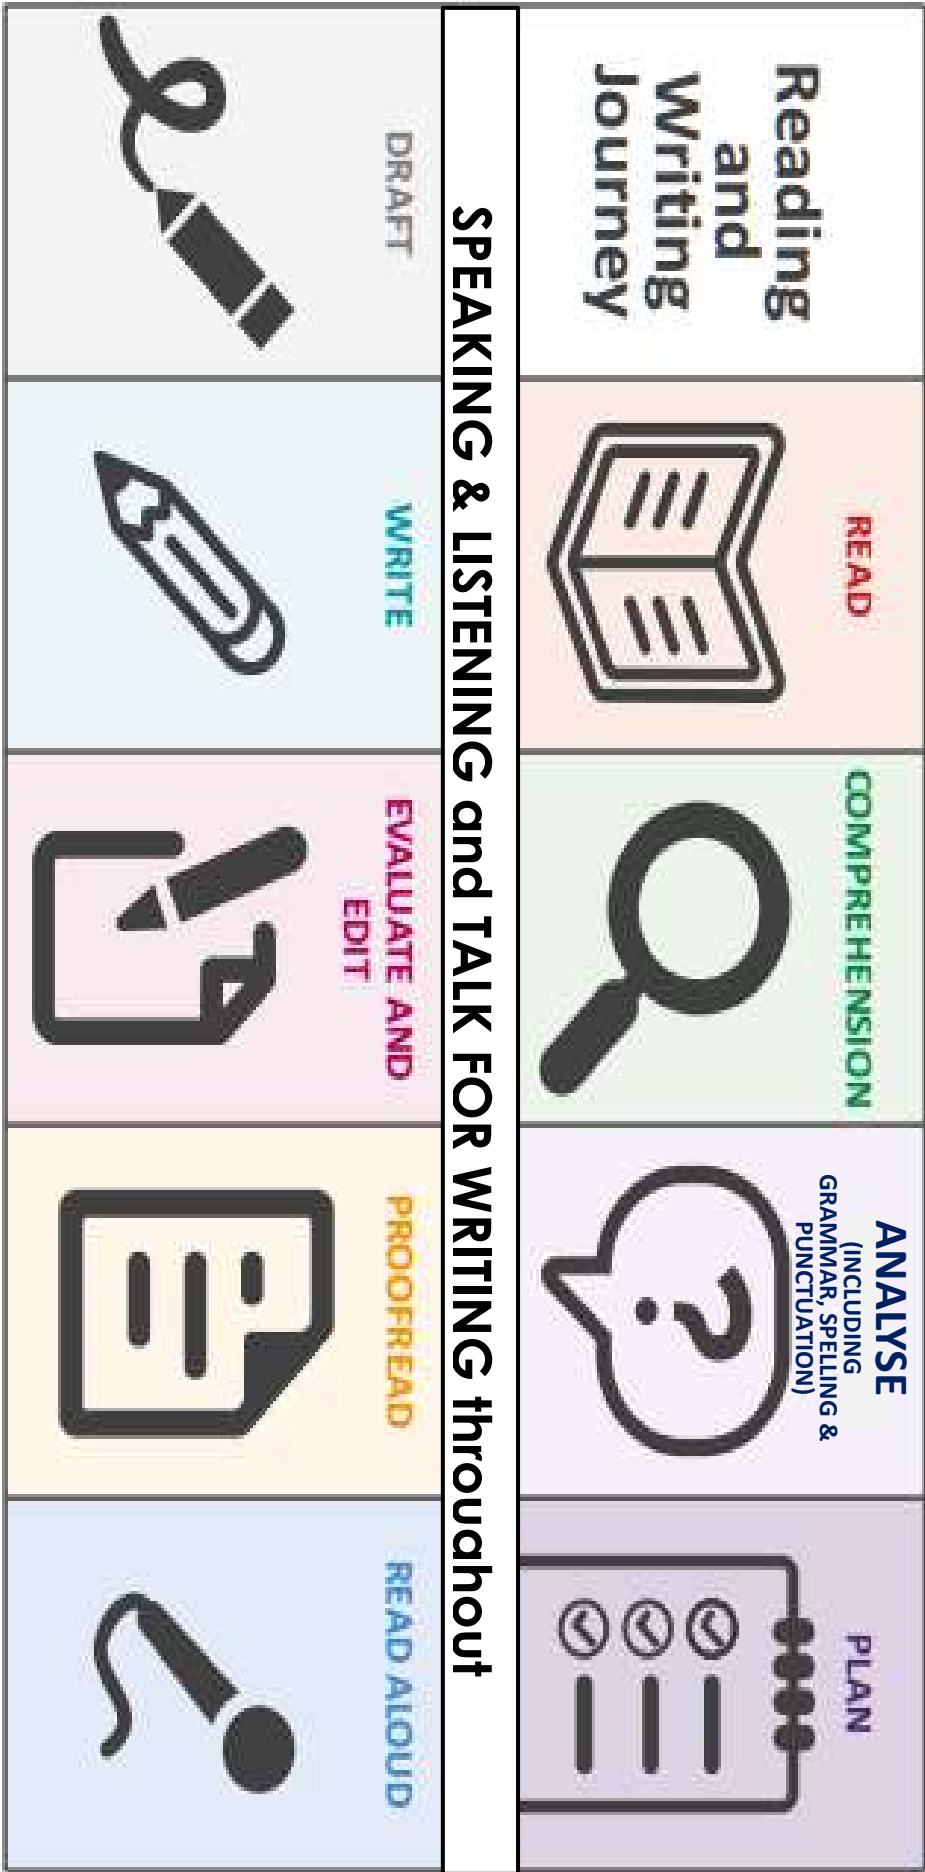 Reading
and
Writing
Journey
READ
COMPREHENSION
ANALYSE
(INCLUDING
GRAMMAR, SPELLING &
PUNCTUATION)
PLAN
SPEAKING & LISTENING and TALK FOR WRITING throughout
DRAFT
WRITE
EVALUATE AND
EDIT
PROOFREAD
READ ALOUD